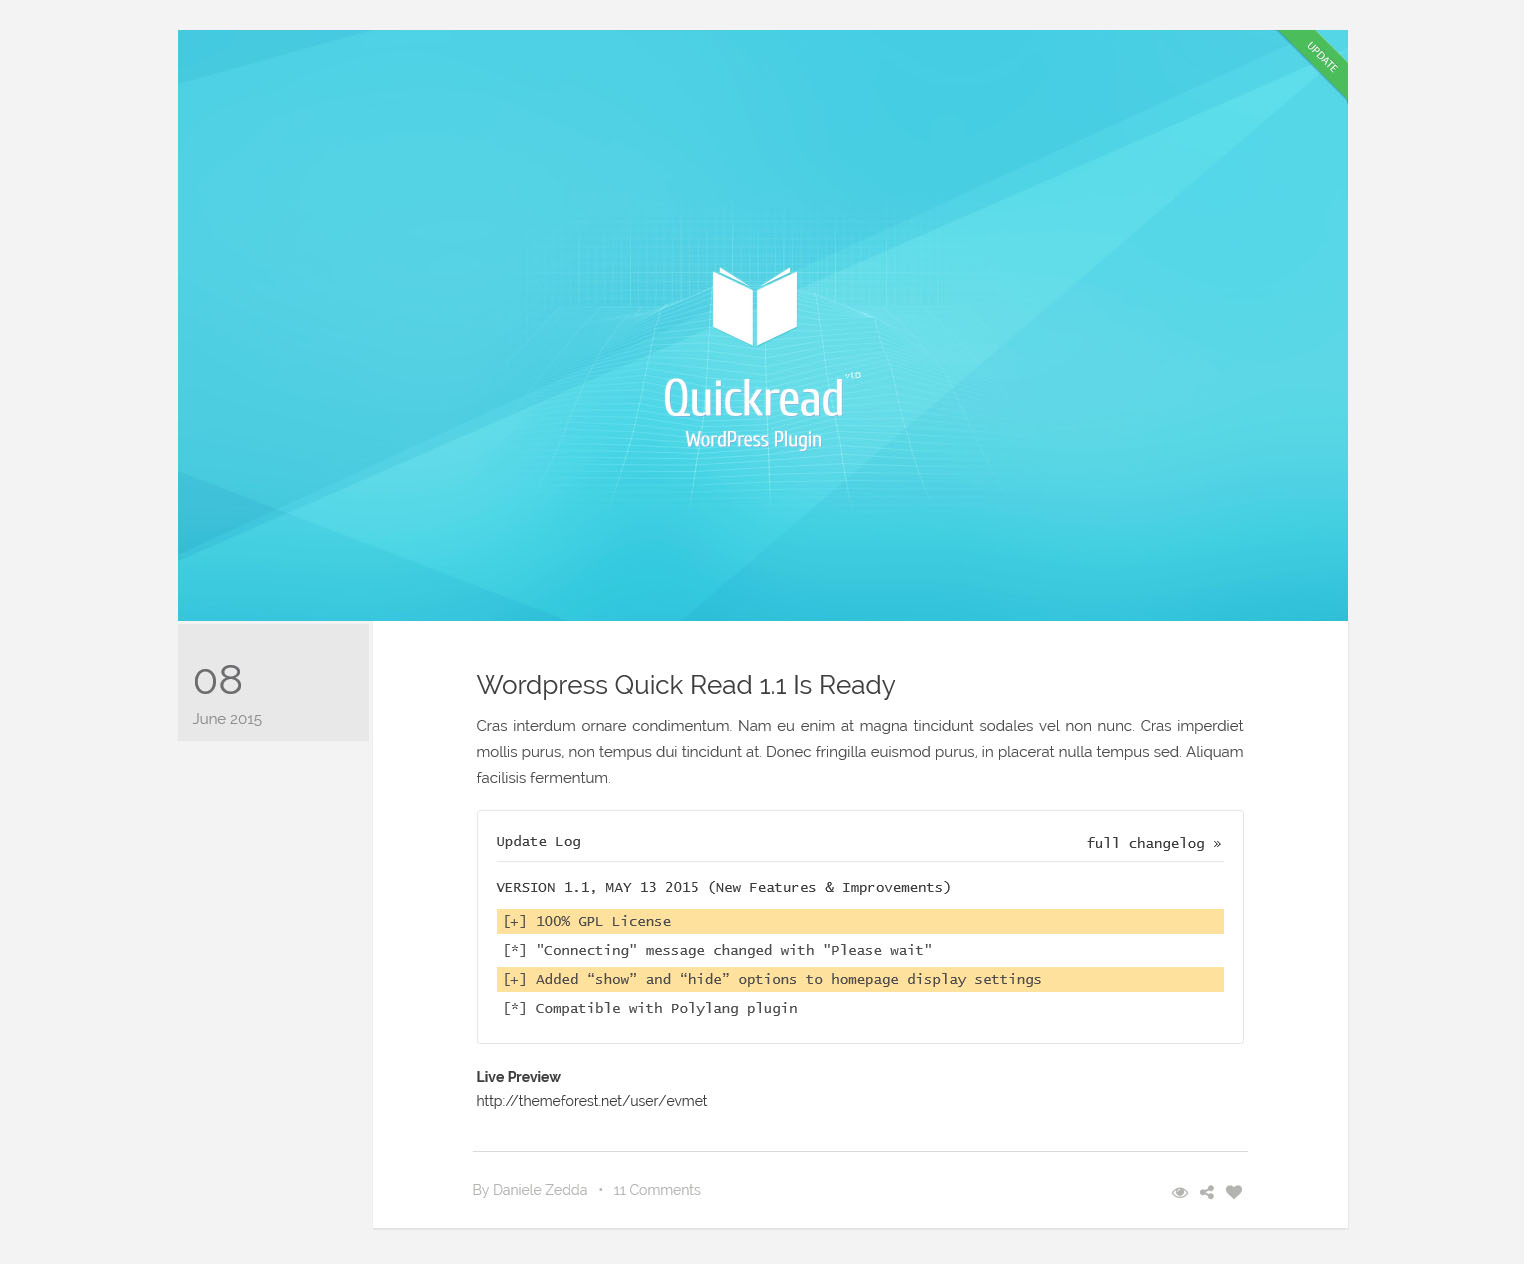 UPDATE
Quickread v1.0
WordPress Plugin
08
June 2015
Wordpress Quick Read 1.1 Is Ready
Cras interdum ornare condimentum. Nam eu enim at magna tincidunt sodales vel non nunc. Cras imperdiet
mollis purus, non tempus dui tincidunt at. Donec fringilla euismod purus, in placerat nulla tempus sed. Aliquam
facilisis fermentum.
Update Log full changelog »
VERSION 1.1, MAY 13 2015 (New Features & Improvements)
[+] 100% GPL License
[*] "Connecting" message changed with "Please wait"
[+] Added “show” and “hide” options to homepage display settings
[*] Compatible with Polylang plugin
Live Preview
http://themeforest.net/user/evmet
By Daniele Zedda • 11 Comments